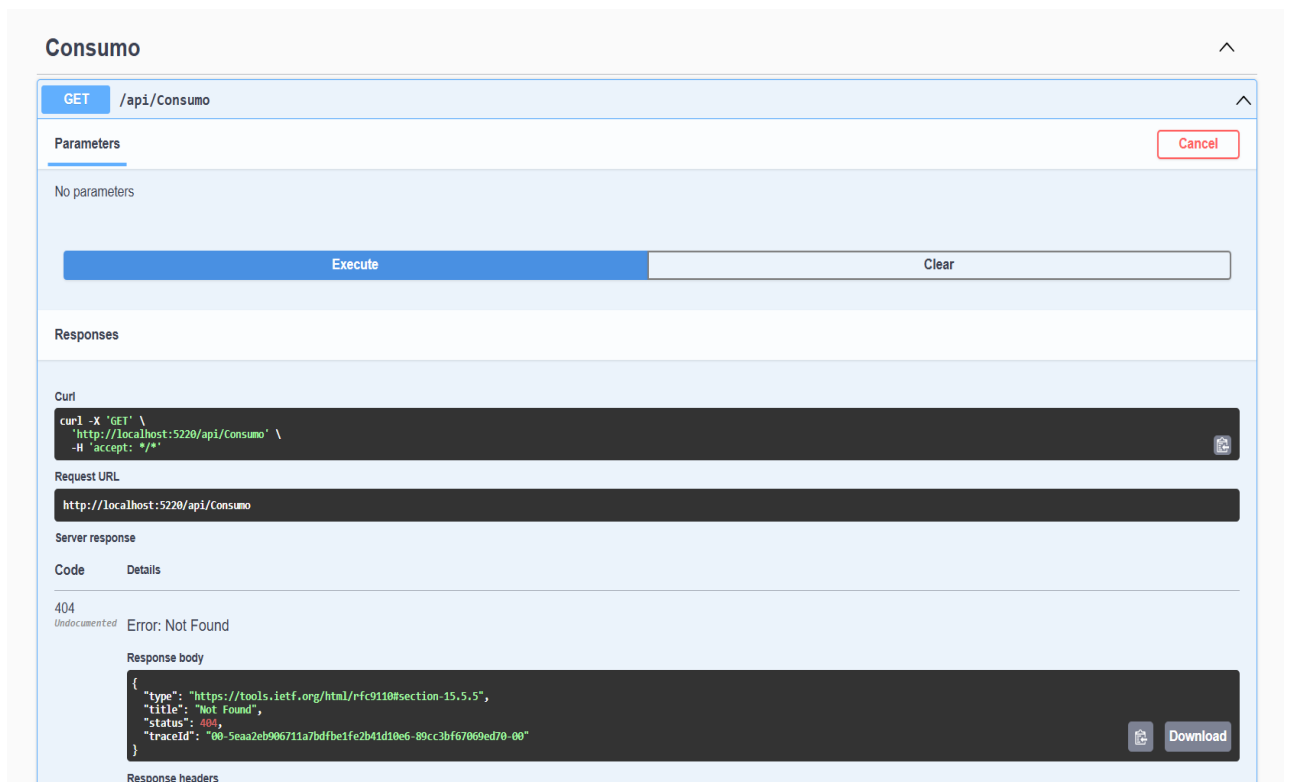 Consumo
GET /api/Consumo
Parameters
Cancel
No parameters
Execute
Clear
Responses
Curl
curl -X 'GET' \
'http://localhost:5220/api/Consumo' \
-H 'accept: */*'
Request URL
http://localhost:5220/api/Consumo
Server response
Code Details
404
Undocumented
Error: Not Found
Response body
{
"type": "https://tools.ietf.org/html/rfc9110#section-15.5.5",
"title": "Not Found",
"status": 404,
"traceId": "00-5eaa2eb906711a7bdfbe1fe2b41d10e6-89cc3bf67069ed70-00"
}
Download
Response headers